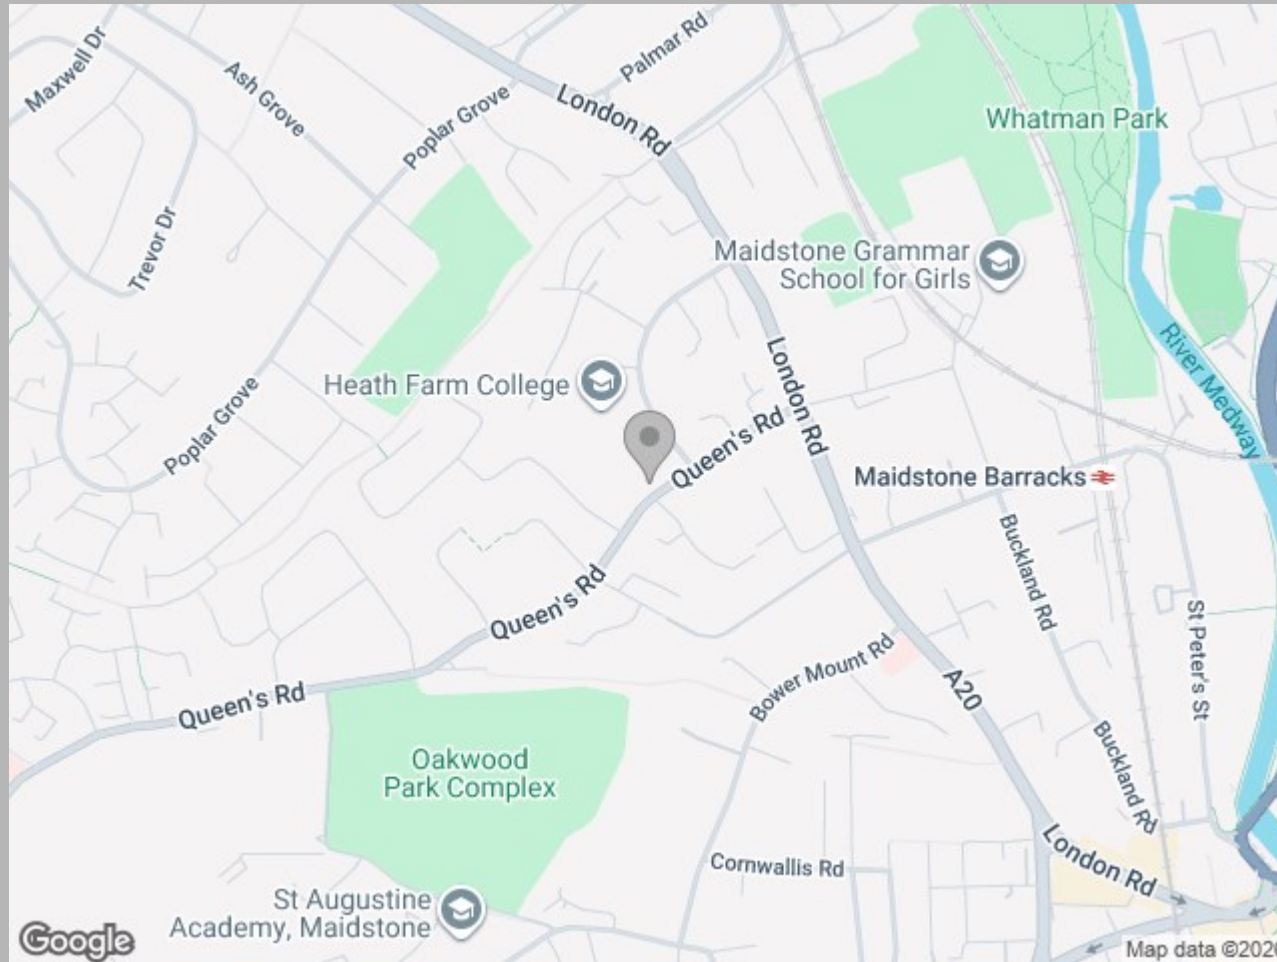 Maxwell Dr
Ash Grove
Poplar Grove
Palmar Rd
London Rd
Whatman Park
Trevor Dr
Maidstone Grammar
School for Girls
River Medway
Heath Farm College
London Rd
Poplar Grove
Queen's Rd
Maidstone Barracks
Buckland Rd
Queen's Rd
St Peter's St
Bower Mount Rd
A20
Queen's Rd
Oakwood
Park Complex
Buckland Rd
London Rd
Cornwallis Rd
St Augustine
Academy, Maidstone
Google
Map data ©2026